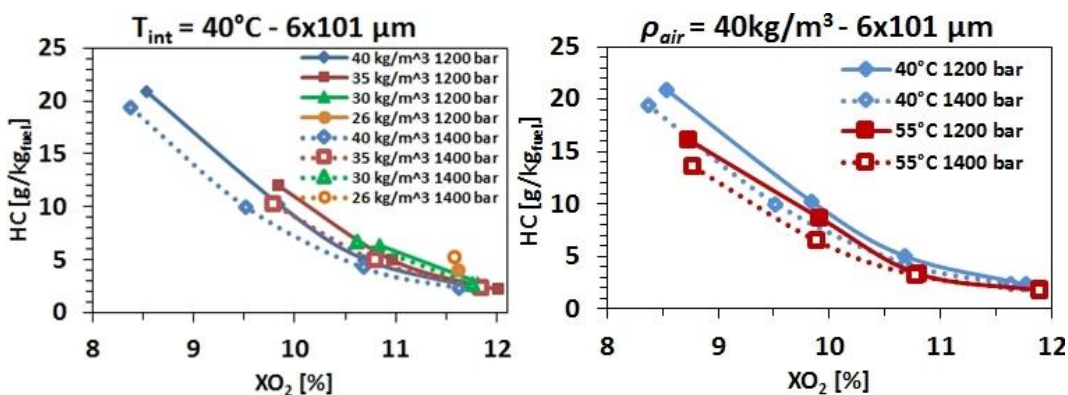 T_int = 40°C - 6x101 µm
HC [g/kg_fuel]
25
20
15
10
5
0
40 kg/m^3 1200 bar
35 kg/m^3 1200 bar
30 kg/m^3 1200 bar
26 kg/m^3 1200 bar
40 kg/m^3 1400 bar
35 kg/m^3 1400 bar
30 kg/m^3 1400 bar
26 kg/m^3 1400 bar
8 9 10 11 12
XO₂ [%]
ρ_air = 40kg/m³ - 6x101 µm
HC [g/kg_fuel]
25
20
15
10
5
0
40°C 1200 bar
40°C 1400 bar
55°C 1200 bar
55°C 1400 bar
8 9 10 11 12
XO₂ [%]